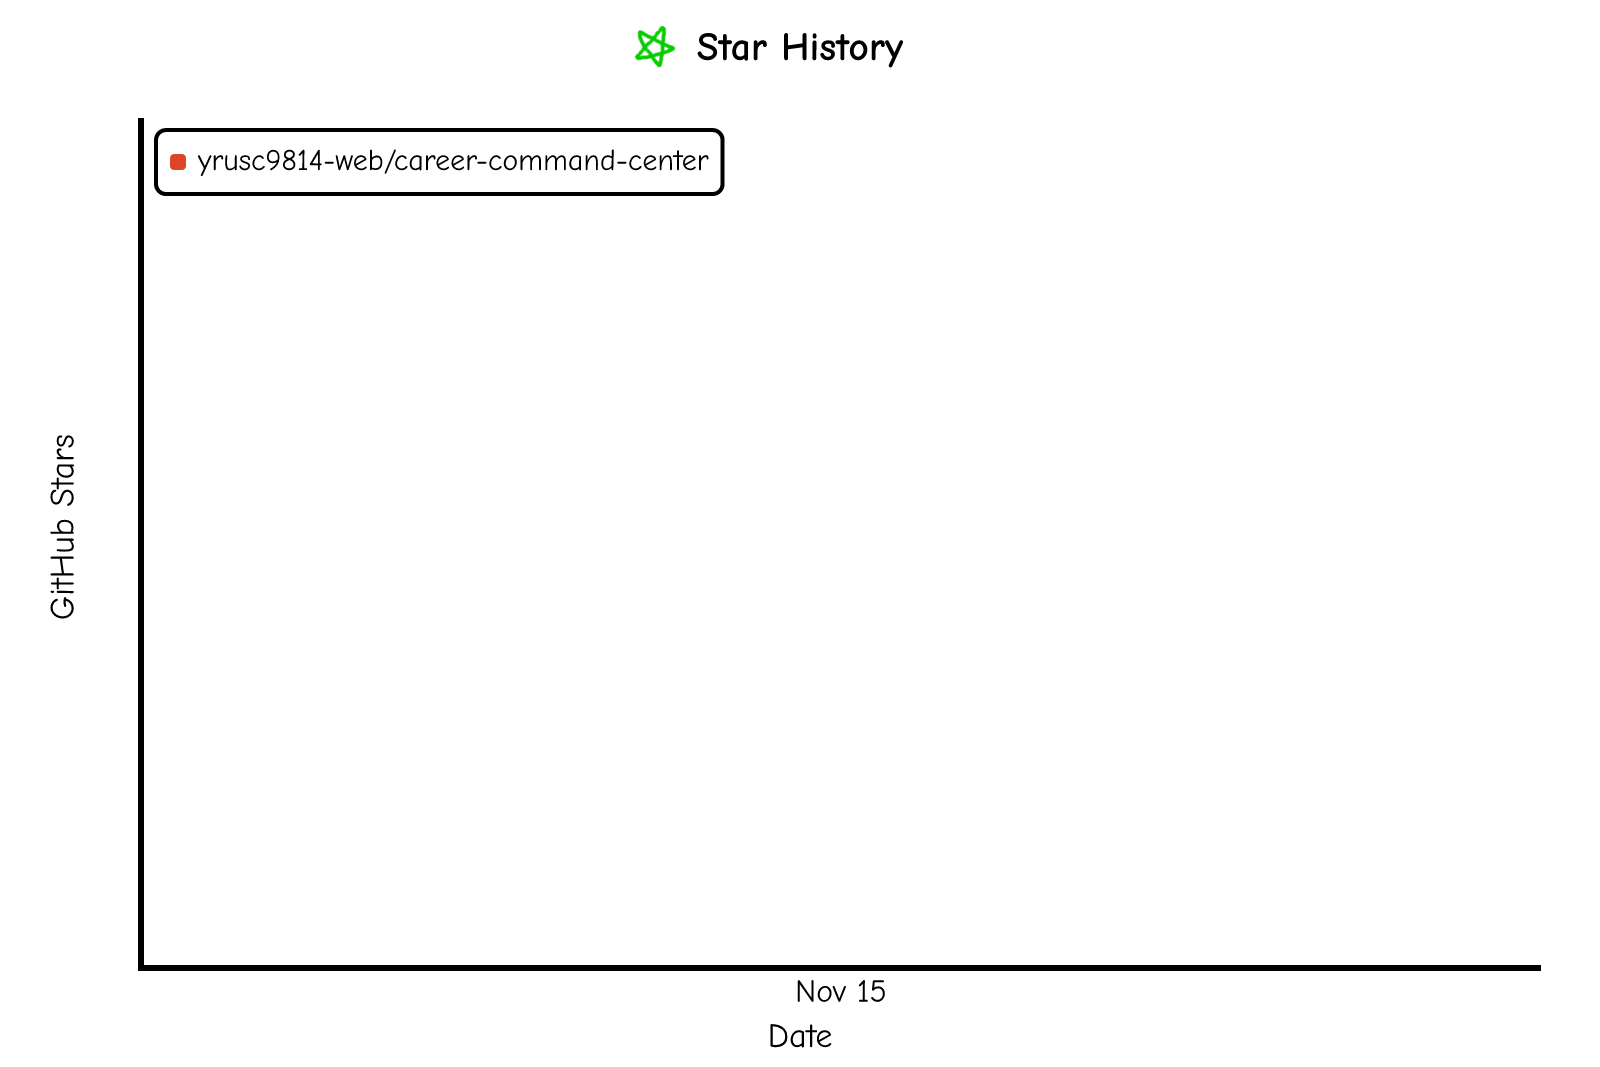 Star History
yrusc9814-web/career-command-center
GitHub Stars
Nov 15
Date